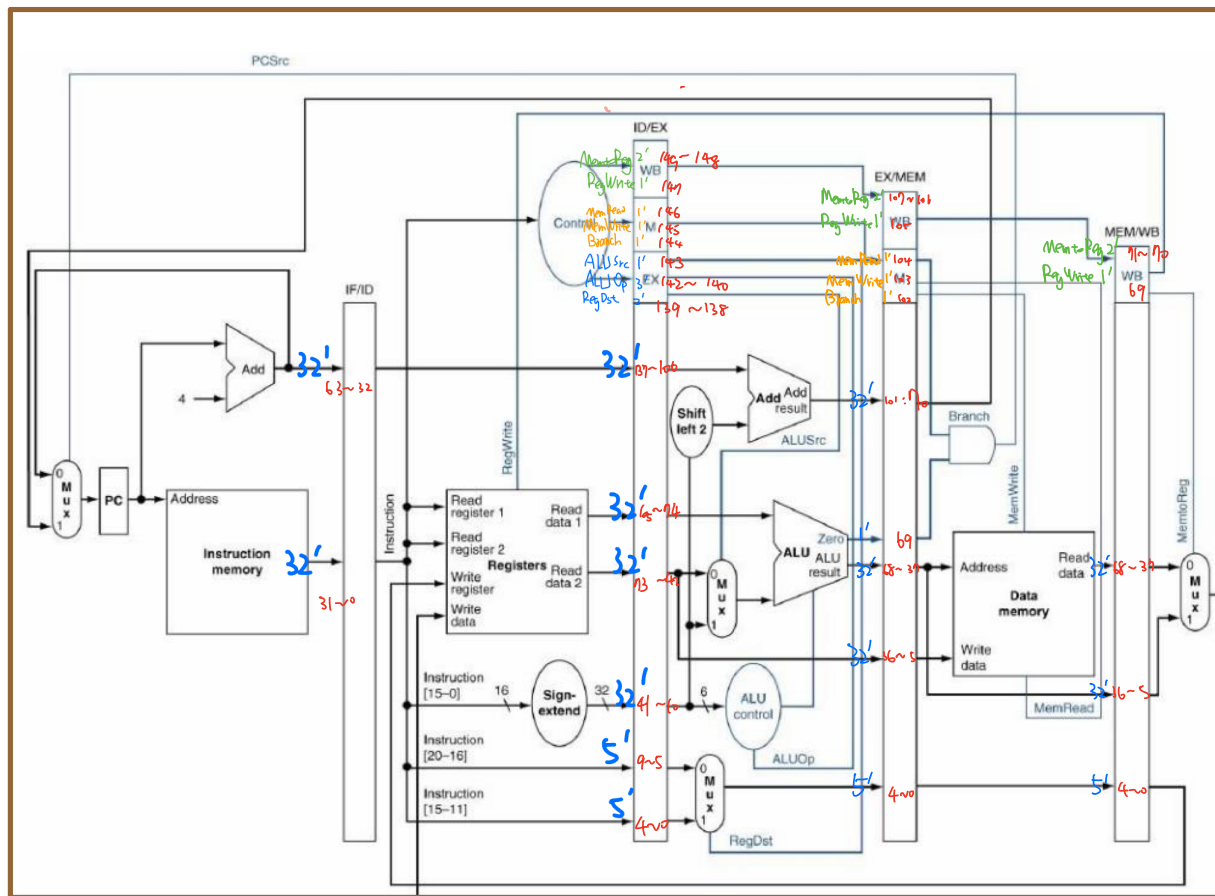 PCSrc
ID/EX
MemtoReg 2'
WB
149~148
RegWrite 1'
147
EX/MEM
Control
MemRead 1'
146
MemWrite 1'
M
145
Branch 1'
144
MemtoReg 2'
107~106
RegWrite 1'
WB
105
MEM/WB
MemtoReg 2'
71~70
ALUSrc 1'
143
ALUOp 3'
EX
142~140
RegDst 2'
139~138
MemRead 1'
104
MemWrite 1'
M
103
Branch 1'
102
RegWrite 1'
WB
69
IF/ID
Add
32'
63~32
4
32'
137~106
Add Add
result
32'
101~70
Shift
left 2
Branch
ALUSrc
RegWrite
MemWrite
MemtoReg
0
Mux
1
PC
Address
Instruction
memory
32'
31~0
Instruction
Read
register 1
Read
data 1
Read
register 2
Registers
Read
data 2
Write
register
Write
data
32'
105~74
32'
73~42
0
Mux
1
Zero
ALU
ALU
result
1'
69
32'
68~37
Address
Read
data
Data
memory
Write
data
32'
68~37
0
Mux
1
32'
36~5
32'
36~5
MemRead
Instruction
[15–0]
16
Sign-
extend
32
32'
41~10
6
ALU
control
ALUOp
Instruction
[20–16]
5'
9~5
0
Mux
1
5'
4~0
5'
4~0
Instruction
[15–11]
5'
4~0
RegDst